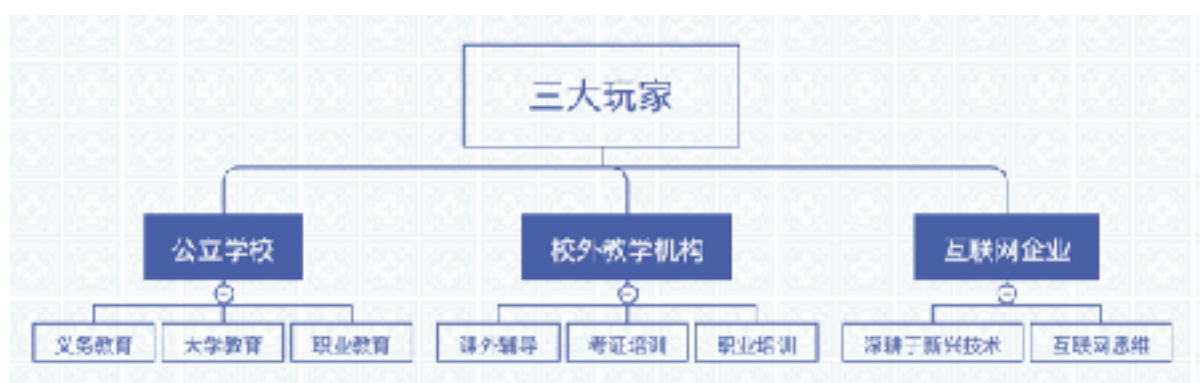 三大玩家
公立学校 校外教学机构 互联网企业
义务教育 大学教育 职业教育 课外辅导 考证培训 职业培训 深耕于新兴技术 互联网思维